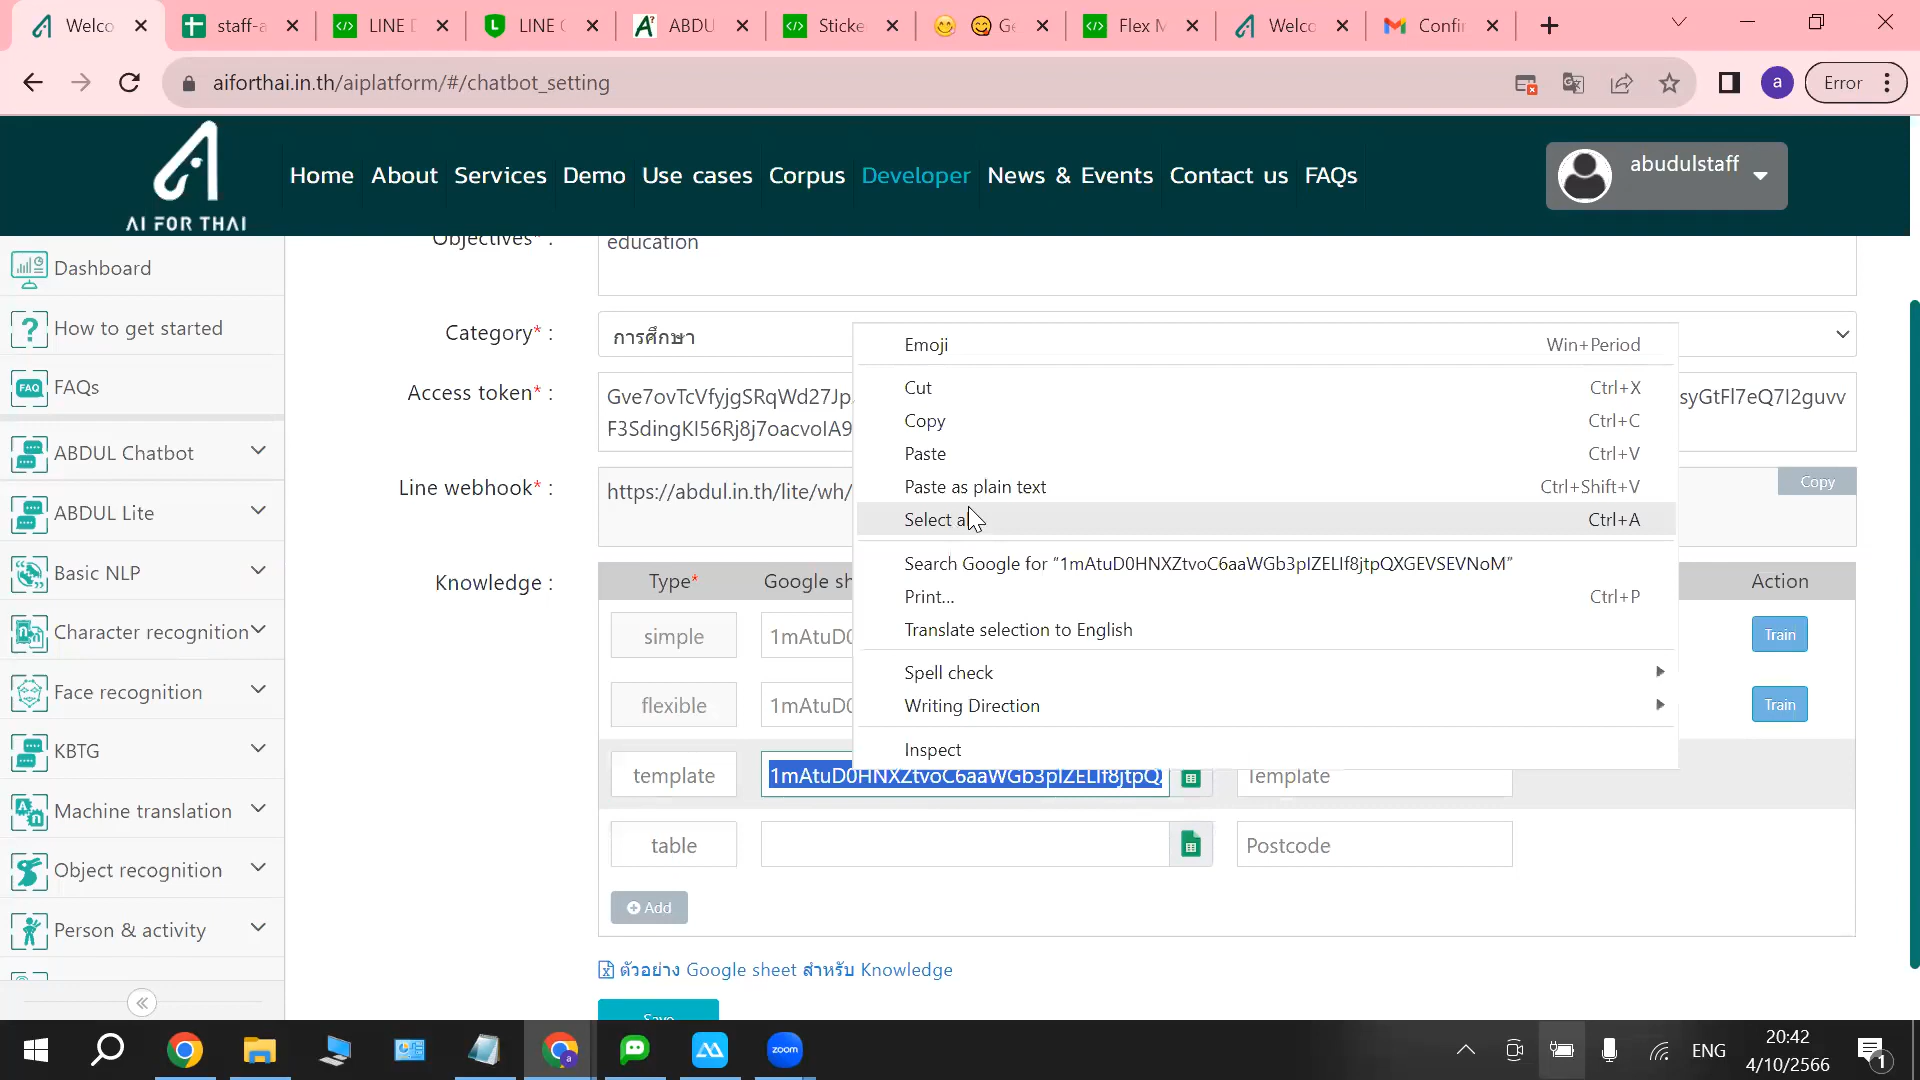 Welco
staff-a
LINE D
LINE C
ABDU
Sticke
Ge
Flex M
Welco
Confir
aiforthai.in.th/aiplatform/#/chatbot_setting
a
Error
AI FOR THAI
Home
About
Services
Demo
Use cases
Corpus
Developer
News & Events
Contact us
FAQs
abudulstaff
Dashboard
How to get started
FAQ
FAQs
ABDUL Chatbot
ABDUL Lite
Basic NLP
Character recognition
Face recognition
KBTG
Machine translation
Object recognition
Person & activity
Objectives* :
education
Category* :
การศึกษา
Access token* :
Gve7ovTcVfyjgSRqWd27Jp
syGtFl7eQ7I2guvv
F3SdingKI56Rj8j7oacvoIA9
Line webhook* :
https://abdul.in.th/lite/wh/
Copy
Knowledge :
Type*
Google sh
Action
simple
1mAtuD0
Train
flexible
1mAtuD0
Train
template
1mAtuD0HNXZtvoC6aaWGb3pIZELIf8jtpQ
Template
table
Postcode
Add
ตัวอย่าง Google sheet สำหรับ Knowledge
Save
Emoji
Win+Period
Cut
Ctrl+X
Copy
Ctrl+C
Paste
Ctrl+V
Paste as plain text
Ctrl+Shift+V
Select a
Ctrl+A
Search Google for "1mAtuD0HNXZtvoC6aaWGb3pIZELIf8jtpQXGEVSEVNoM"
Print...
Ctrl+P
Translate selection to English
Spell check
Writing Direction
Inspect
a
zoom
ENG
20:42
4/10/2566
1